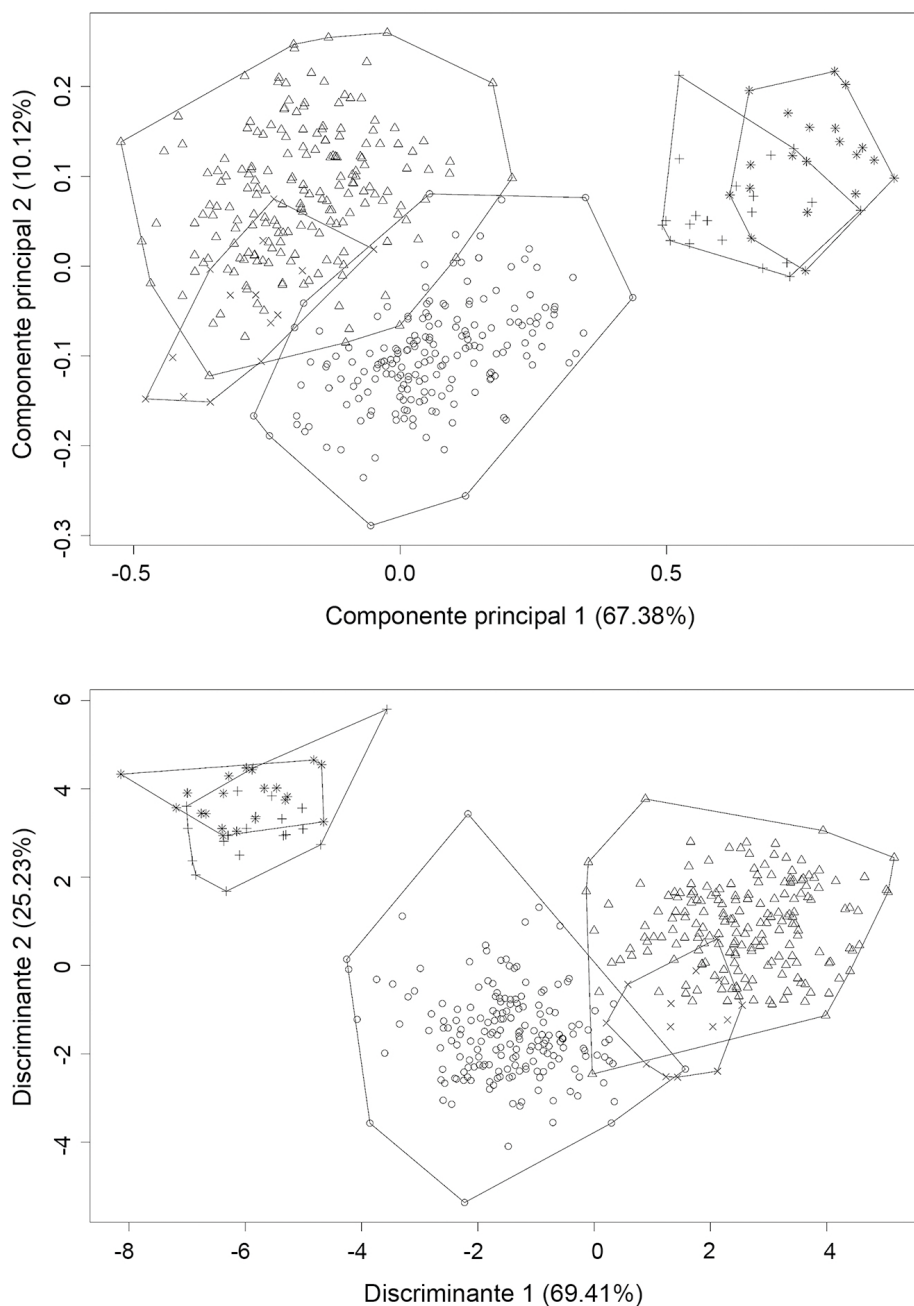 0.2
0.1
0.0
-0.1
-0.2
-0.3
Componente principal 2 (10.12%)
-0.5 0.0 0.5
Componente principal 1 (67.38%)
6
4
2
0
-2
-4
Discriminante 2 (25.23%)
-8 -6 -4 -2 0 2 4
Discriminante 1 (69.41%)